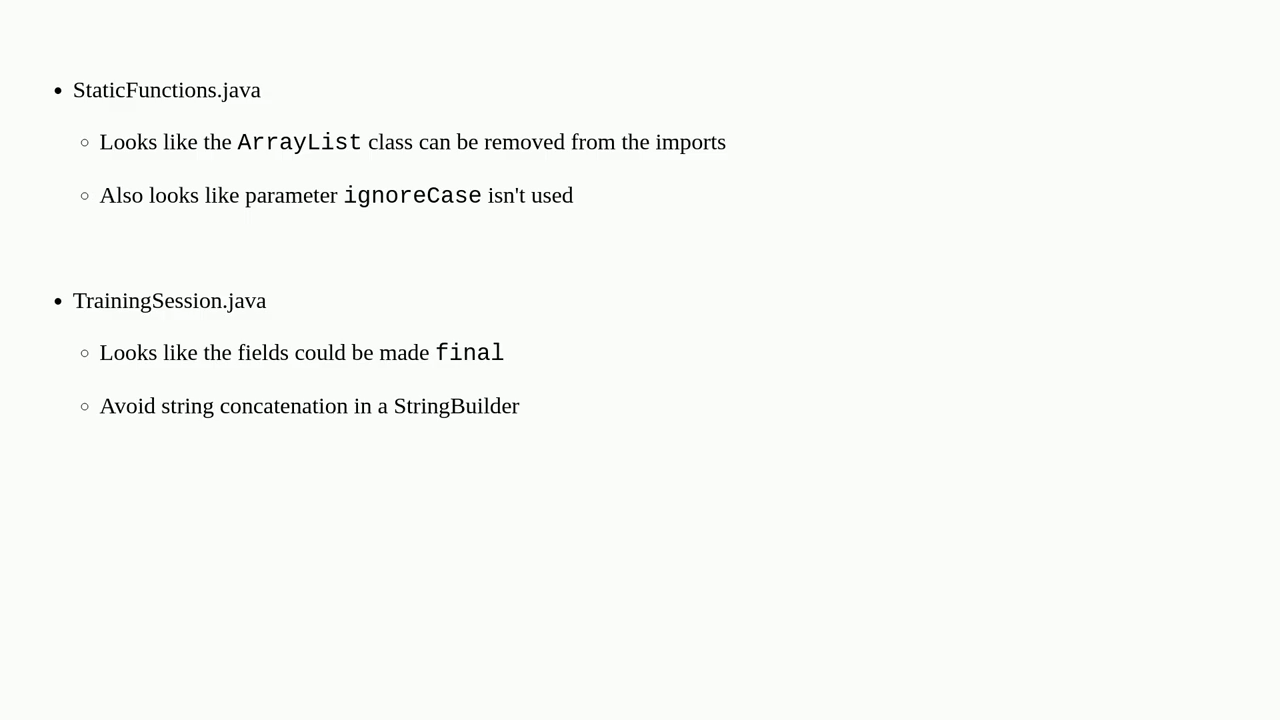 • StaticFunctions.java
○ Looks like the ArrayList class can be removed from the imports
○ Also looks like parameter ignoreCase isn't used
• TrainingSession.java
○ Looks like the fields could be made final
○ Avoid string concatenation in a StringBuilder